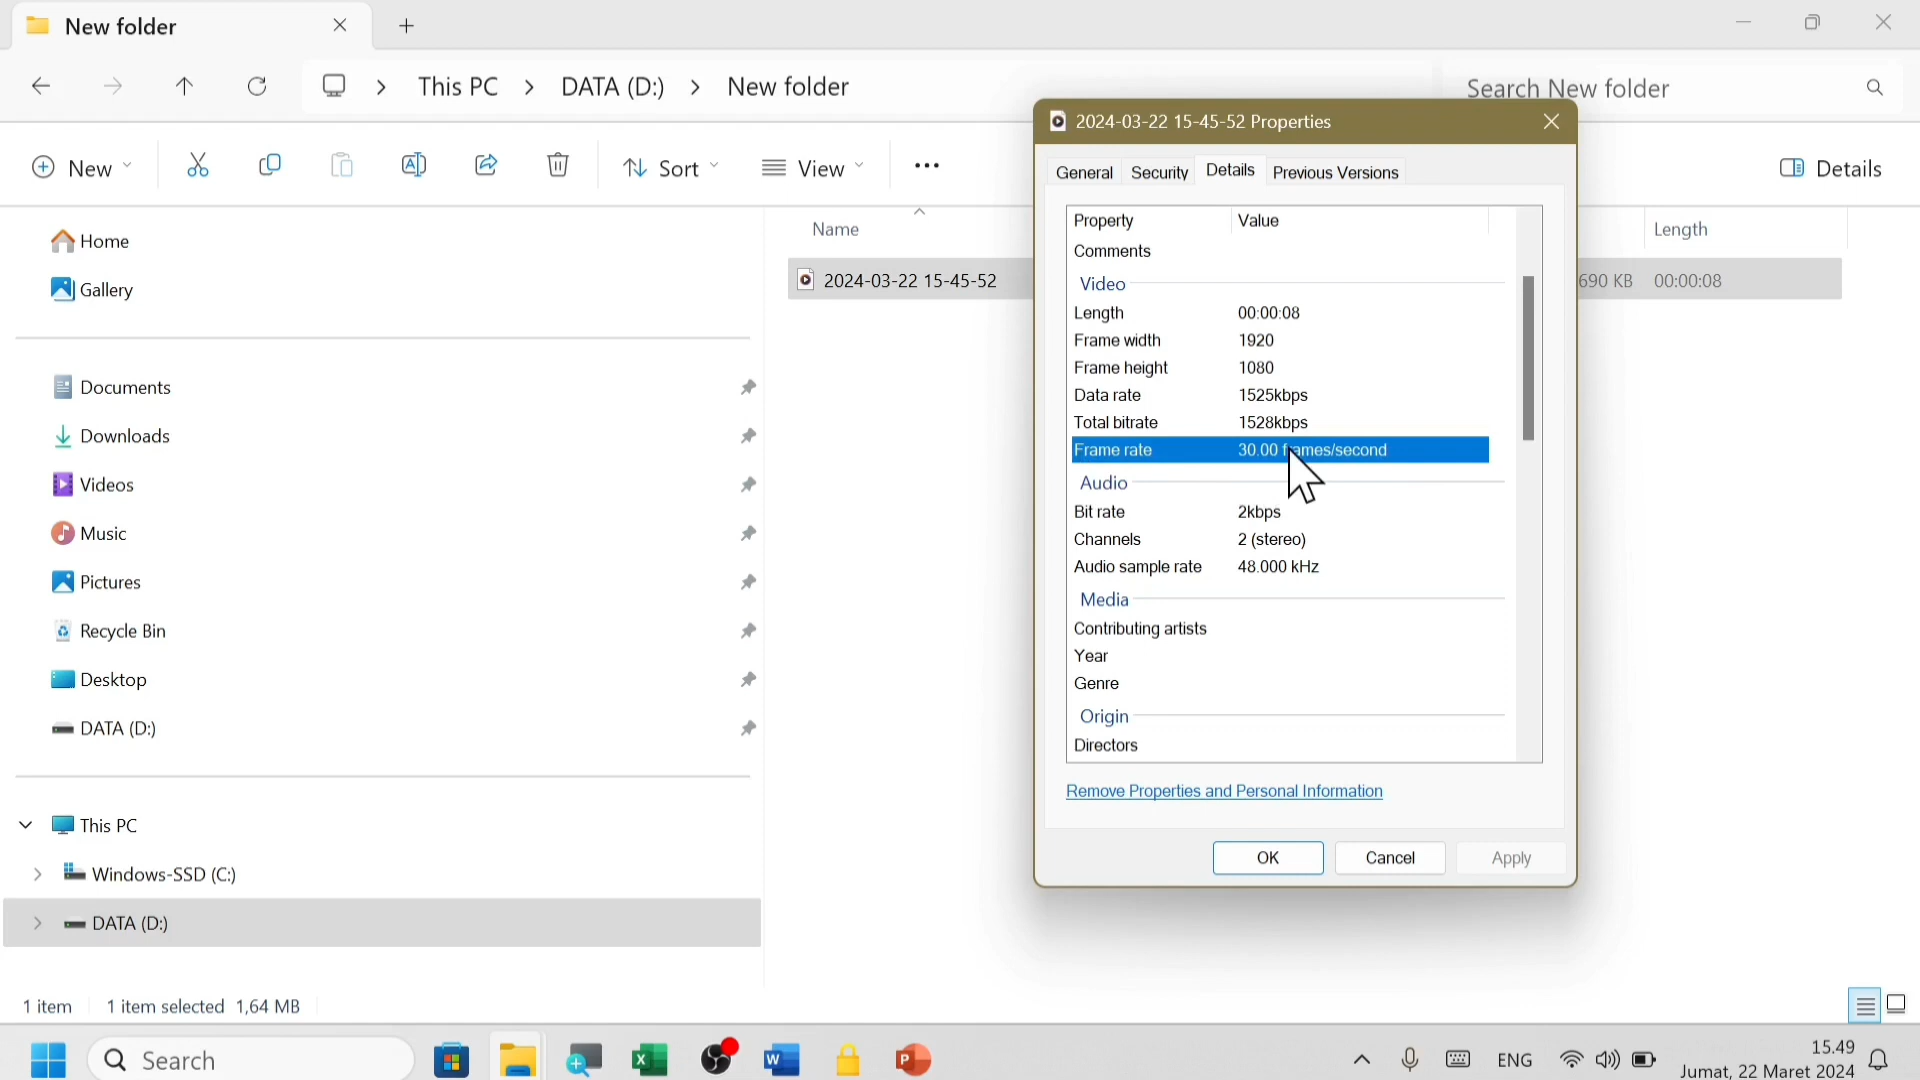 New folder
This PC > DATA (D:) > New folder
Search New folder
New
Sort
View
Details
Home
Gallery
Documents
Downloads
Videos
Music
Pictures
Recycle Bin
Desktop
DATA (D:)
This PC
Windows-SSD (C:)
DATA (D:)
Name
Length
2024-03-22 15-45-52
690 KB 00:00:08
2024-03-22 15-45-52 Properties
General Security Details Previous Versions
Property Value
Comments
Video
Length 00:00:08
Frame width 1920
Frame height 1080
Data rate 1525kbps
Total bitrate 1528kbps
Frame rate 30.00 frames/second
Audio
Bit rate 2kbps
Channels 2 (stereo)
Audio sample rate 48.000 kHz
Media
Contributing artists
Year
Genre
Origin
Directors
Remove Properties and Personal Information
OK Cancel Apply
1 item 1 item selected 1,64 MB
Search
ENG
15.49
Jumat, 22 Maret 2024